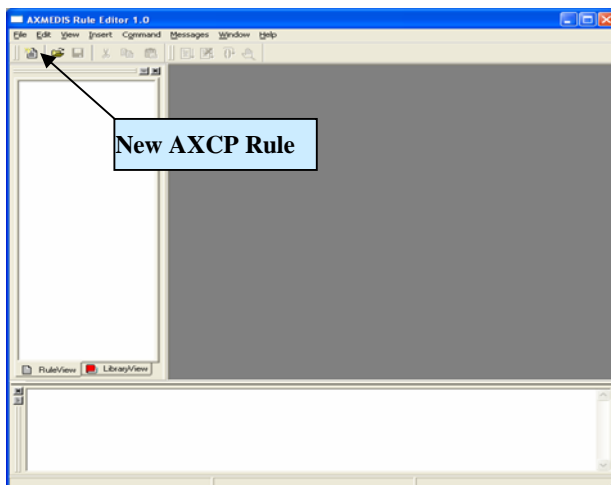 AXMEDIS Rule Editor 1.0
File Edit View Insert Command Messages Window Help
New AXCP Rule
RuleView LibraryView